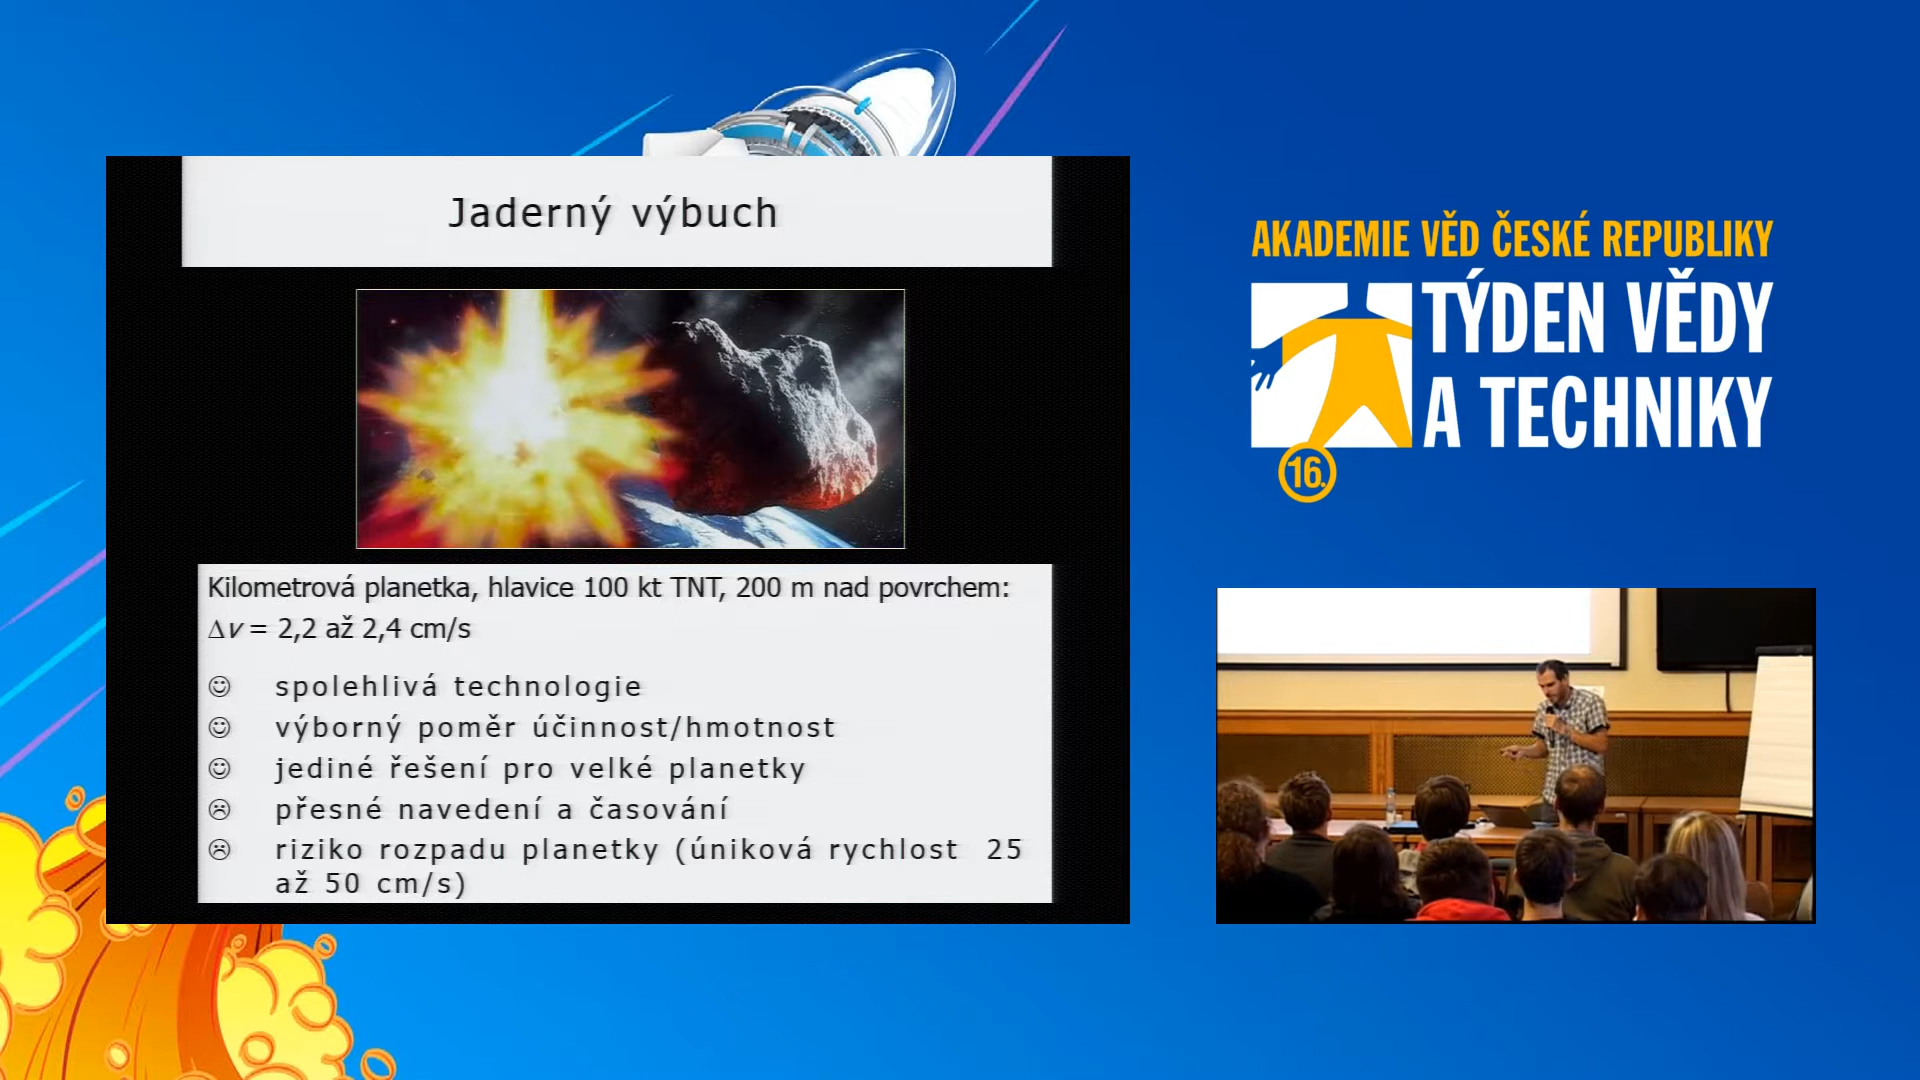 Jaderný výbuch
Kilometrová planetka, hlavice 100 kt TNT, 200 m nad povrchem:
Δv = 2,2 až 2,4 cm/s
☺ spolehlivá technologie
☺ výborný poměr účinnost/hmotnost
☺ jediné řešení pro velké planetky
☹ přesné navedení a časování
☹ riziko rozpadu planetky (úniková rychlost 25
až 50 cm/s)
AKADEMIE VĚD ČESKÉ REPUBLIKY
TÝDEN VĚDY
A TECHNIKY
16.